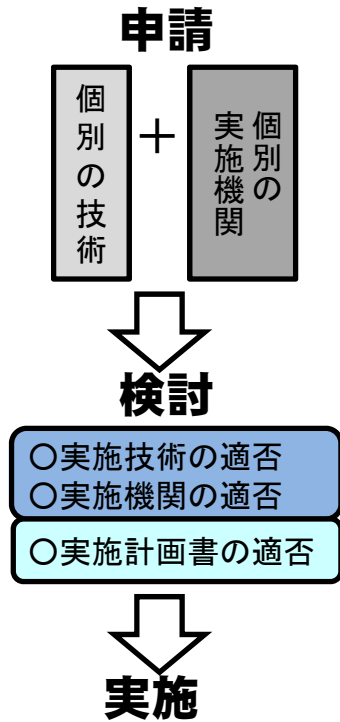 申請
個別の技術
＋
個別の
実施機関
検討
○実施技術の適否
○実施機関の適否
○実施計画書の適否
実施